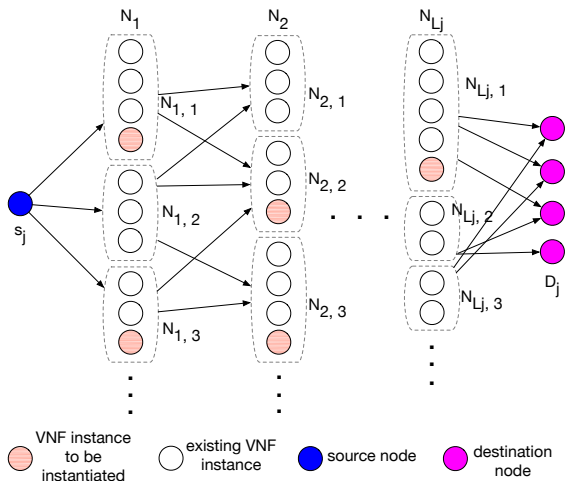 N1 N2 NLj
N1, 1 N2, 1 NLj, 1
N1, 2 N2, 2 NLj, 2
N1, 3 N2, 3 NLj, 3
sj Dj
VNF instance
to be
instantiated
existing VNF
instance
source node
destination
node